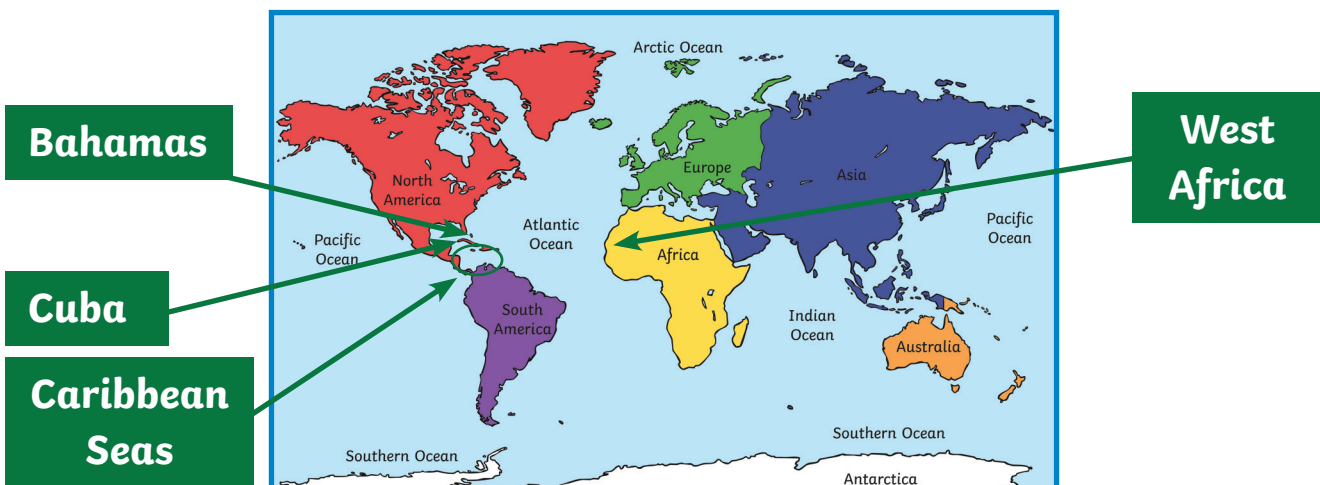 Arctic Ocean
Bahamas
West
Africa
Europe
Asia
North
America
Atlantic
Ocean
Pacific
Ocean
Pacific
Ocean
Africa
Cuba
South
America
Indian
Ocean
Australia
Caribbean
Seas
Southern Ocean
Southern Ocean
Antarctica